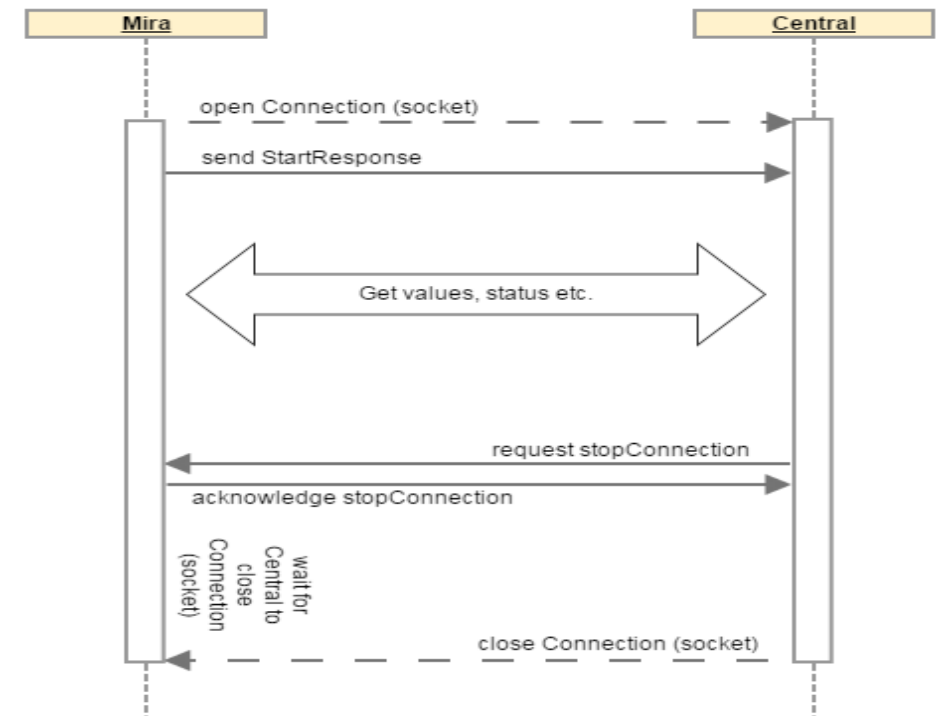 Mira
Central
open Connection (socket)
send StartResponse
Get values, status etc.
request stopConnection
acknowledge stopConnection
wait for
Central to
close
Connection
(socket)
close Connection (socket)